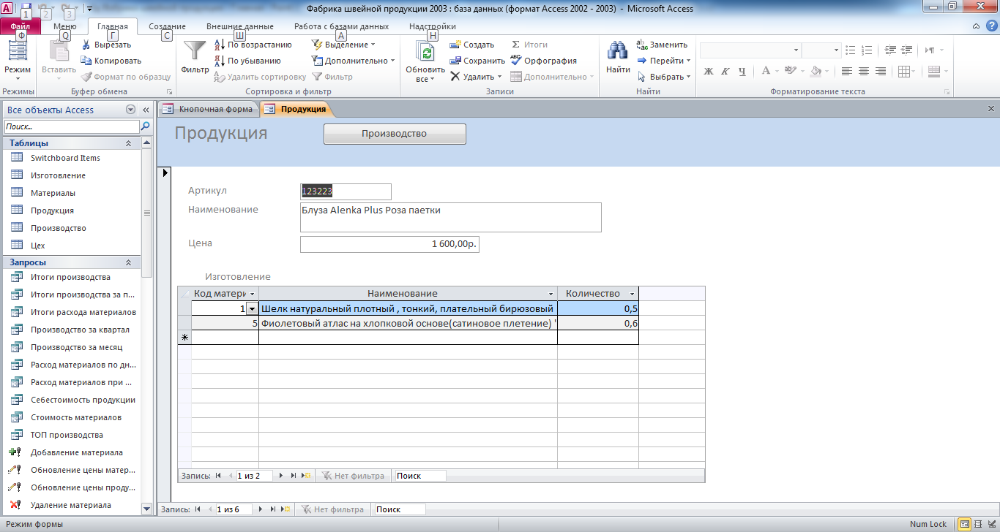 Фабрика швейной продукции 2003 : база данных (формат Access 2002 - 2003) - Microsoft Access
1 2 3
Файл Меню Главная Создание Внешние данные Работа с базами данных Надстройки
Ф Q Г С Ш А Н
Режим
Режимы
Вставить
Вырезать
Копировать
Формат по образцу
Буфер обмена
Фильтр
По возрастанию
По убыванию
Удалить сортировку
Выделение
Дополнительно
Фильтр
Сортировка и фильтр
Обновить
все
Создать
Сохранить
Удалить
Итоги
Орфография
Дополнительно
Записи
Найти
Заменить
Перейти
Выбрать
Найти
Ж К Ч А
Форматирование текста
Все объекты Access
Поиск...
Таблицы
Switchboard Items
Изготовление
Материалы
Продукция
Производство
Цех
Запросы
Итоги производства
Итоги производства за п...
Итоги расхода материалов
Производство за квартал
Производство за месяц
Расход материалов по дн...
Расход материалов при ...
Себестоимость продукции
Стоимость материалов
ТОП производства
Добавление материала
Обновление цены матер...
Обновление цены проду...
Удаление материала
Кнопочная форма Продукция
Продукция
Производство
Артикул 123223
Наименование Блуза Alenka Plus Роза паетки
Цена 1 600,00р.
Изготовление
Код матери Наименование Количество
1 Шелк натуральный плотный , тонкий, плательный бирюзовый 0,5
5 Фиолетовый атлас на хлопковой основе(сатиновое плетение) " 0,6
Запись: 1 из 2 Нет фильтра Поиск
Запись: 1 из 6 Нет фильтра Поиск
Режим формы Num Lock